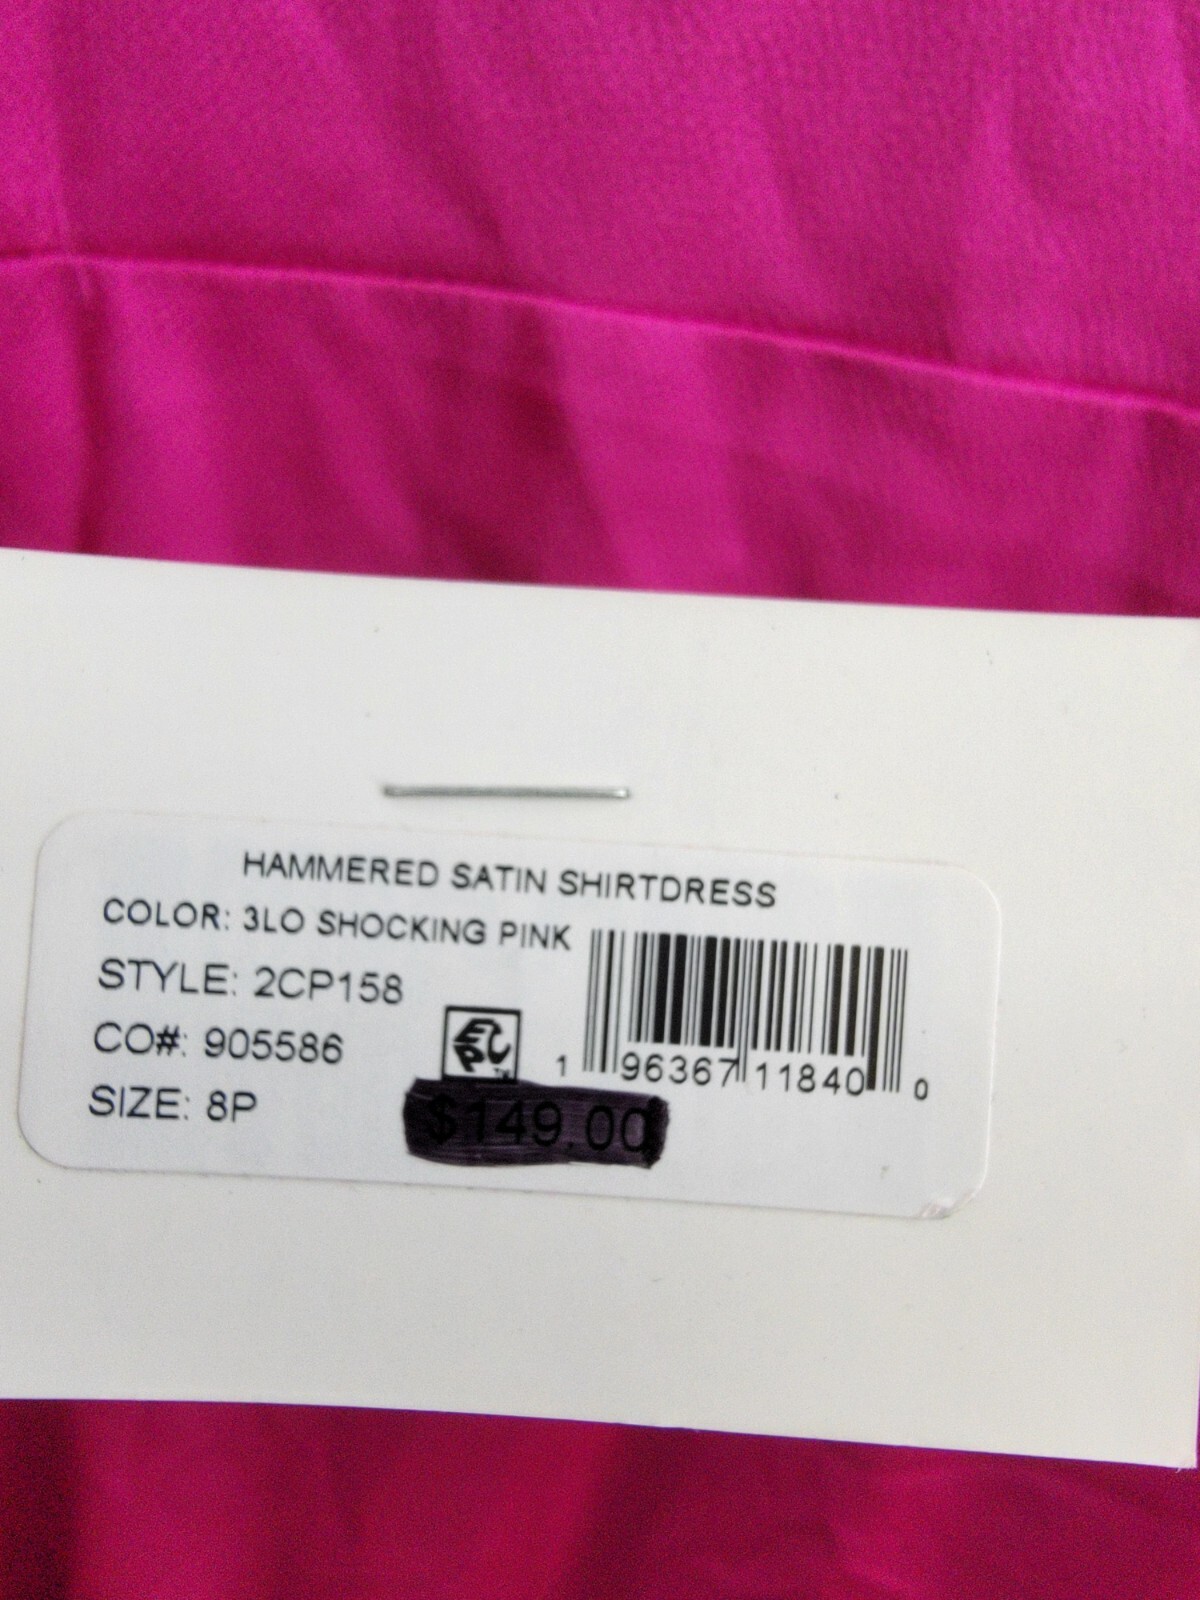 HAMMERED SATIN SHIRTDRESS
COLOR: 3LO SHOCKING PINK
STYLE: 2CP158
CO#: 905586
SIZE: 8P
EPC™
1 96367 11840 0
$149.00